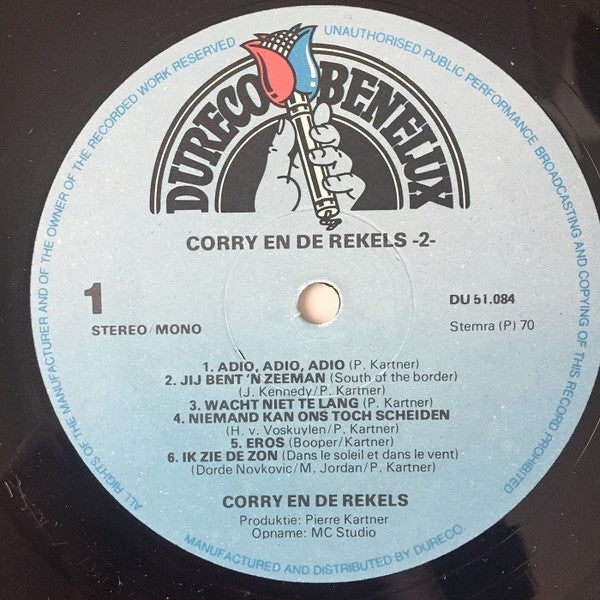 ALL RIGHTS OF THE MANUFACTURER AND OF THE OWNER OF THE RECORDED WORK RESERVED
UNAUTHORISED PUBLIC PERFORMANCE BROADCASTING AND COPYING OF THIS RECORD PROHIBITED
DURECO BENELUX
CORRY EN DE REKELS -2-
1
DU 51.084
STEREO/MONO
Stemra (P) 70
1. ADIO, ADIO, ADIO (P. Kartner)
2. JIJ BENT 'N ZEEMAN (South of the border)
(J. Kennedy/P. Kartner)
3. WACHT NIET TE LANG (P. Kartner)
4. NIEMAND KAN ONS TOCH SCHEIDEN
(H. v. Voskuylen/P. Kartner)
5. EROS (Booper/Kartner)
6. IK ZIE DE ZON (Dans le soleil et dans le vent)
(Dorde Novkovic/M. Jordan/P. Kartner)
CORRY EN DE REKELS
Produktie: Pierre Kartner
Opname: MC Studio
MANUFACTURED AND DISTRIBUTED BY DURECO.